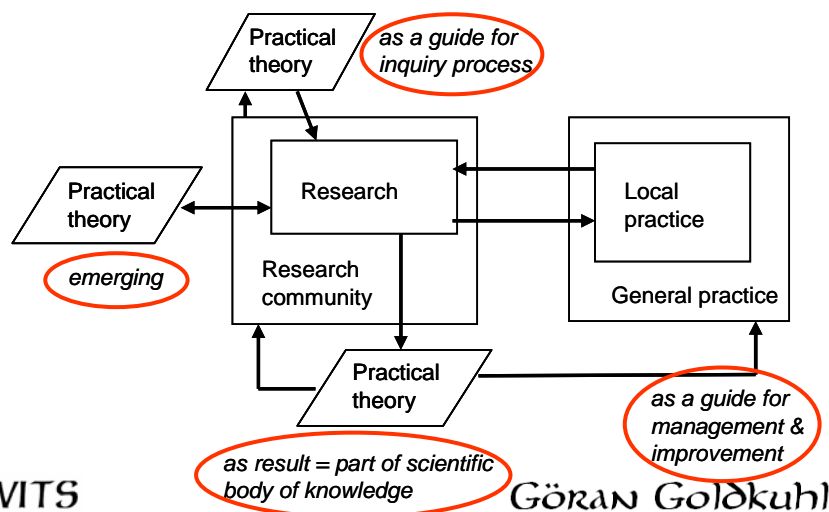 Practical
theory
as a guide for
inquiry process
Practical
theory
emerging
Research
Research
community
Local
practice
General practice
Practical
theory
as result = part of scientific
body of knowledge
as a guide for
management &
improvement
VITS
Göran Goldkuhl